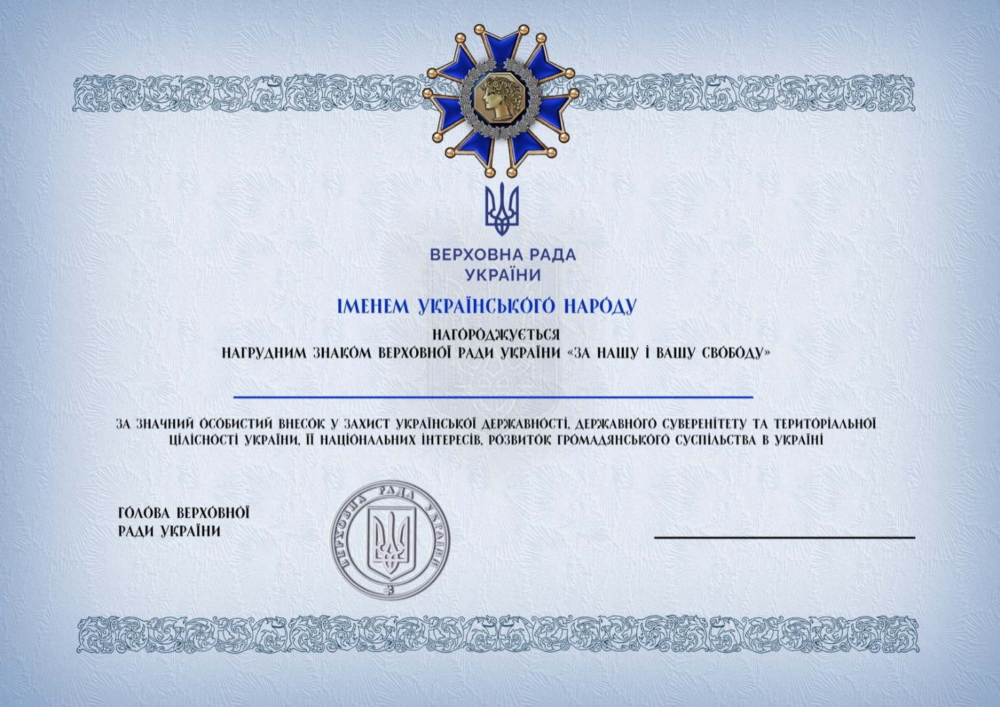 ВЕРХОВНА РАДА
УКРАЇНИ
ІМЕНЕМ УКРАЇНСЬКОГО НАРОДУ
НАГОРОДЖУЄТЬСЯ
НАГРУДНИМ ЗНАКОМ ВЕРХОВНОЇ РАДИ УКРАЇНИ «ЗА НАШУ І ВАШУ СВОБОДУ»
ЗА ЗНАЧНИЙ ОСОБИСТИЙ ВНЕСОК У ЗАХИСТ УКРАЇНСЬКОЇ ДЕРЖАВНОСТІ, ДЕРЖАВНОГО СУВЕРЕНІТЕТУ ТА ТЕРИТОРІАЛЬНОЇ
ЦІЛІСНОСТІ УКРАЇНИ, ЇЇ НАЦІОНАЛЬНИХ ІНТЕРЕСІВ, РОЗВИТОК ГРОМАДЯНСЬКОГО СУСПІЛЬСТВА В УКРАЇНІ
ГОЛОВА ВЕРХОВНОЇ
РАДИ УКРАЇНИ
ВЕРХОВНА РАДА УКРАЇНИ